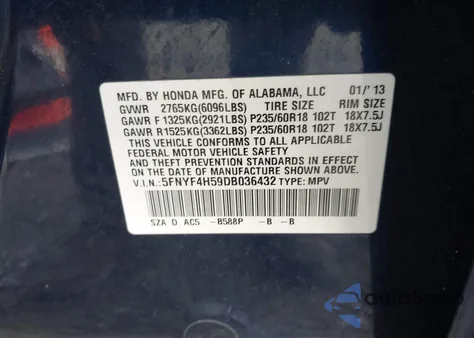 MFD. BY HONDA MFG. OF ALABAMA, LLC 01/'13
GVWR 2765KG(6096LBS) TIRE SIZE RIM SIZE
GAWR F 1325KG(2921LBS) P235/60R18 102T 18X7.5J
GAWR R 1525KG(3362LBS) P235/60R18 102T 18X7.5J
THIS VEHICLE CONFORMS TO ALL APPLICABLE
FEDERAL MOTOR VEHICLE SAFETY AND
THEFT PREVENTION STANDARDS IN EFFECT
ON THE DATE OF MANUFACTURE SHOWN ABOVE.
V.I.N.: 5FNYF4H59DB036432 TYPE: MPV
SZA D AC5 -B588P -B -B